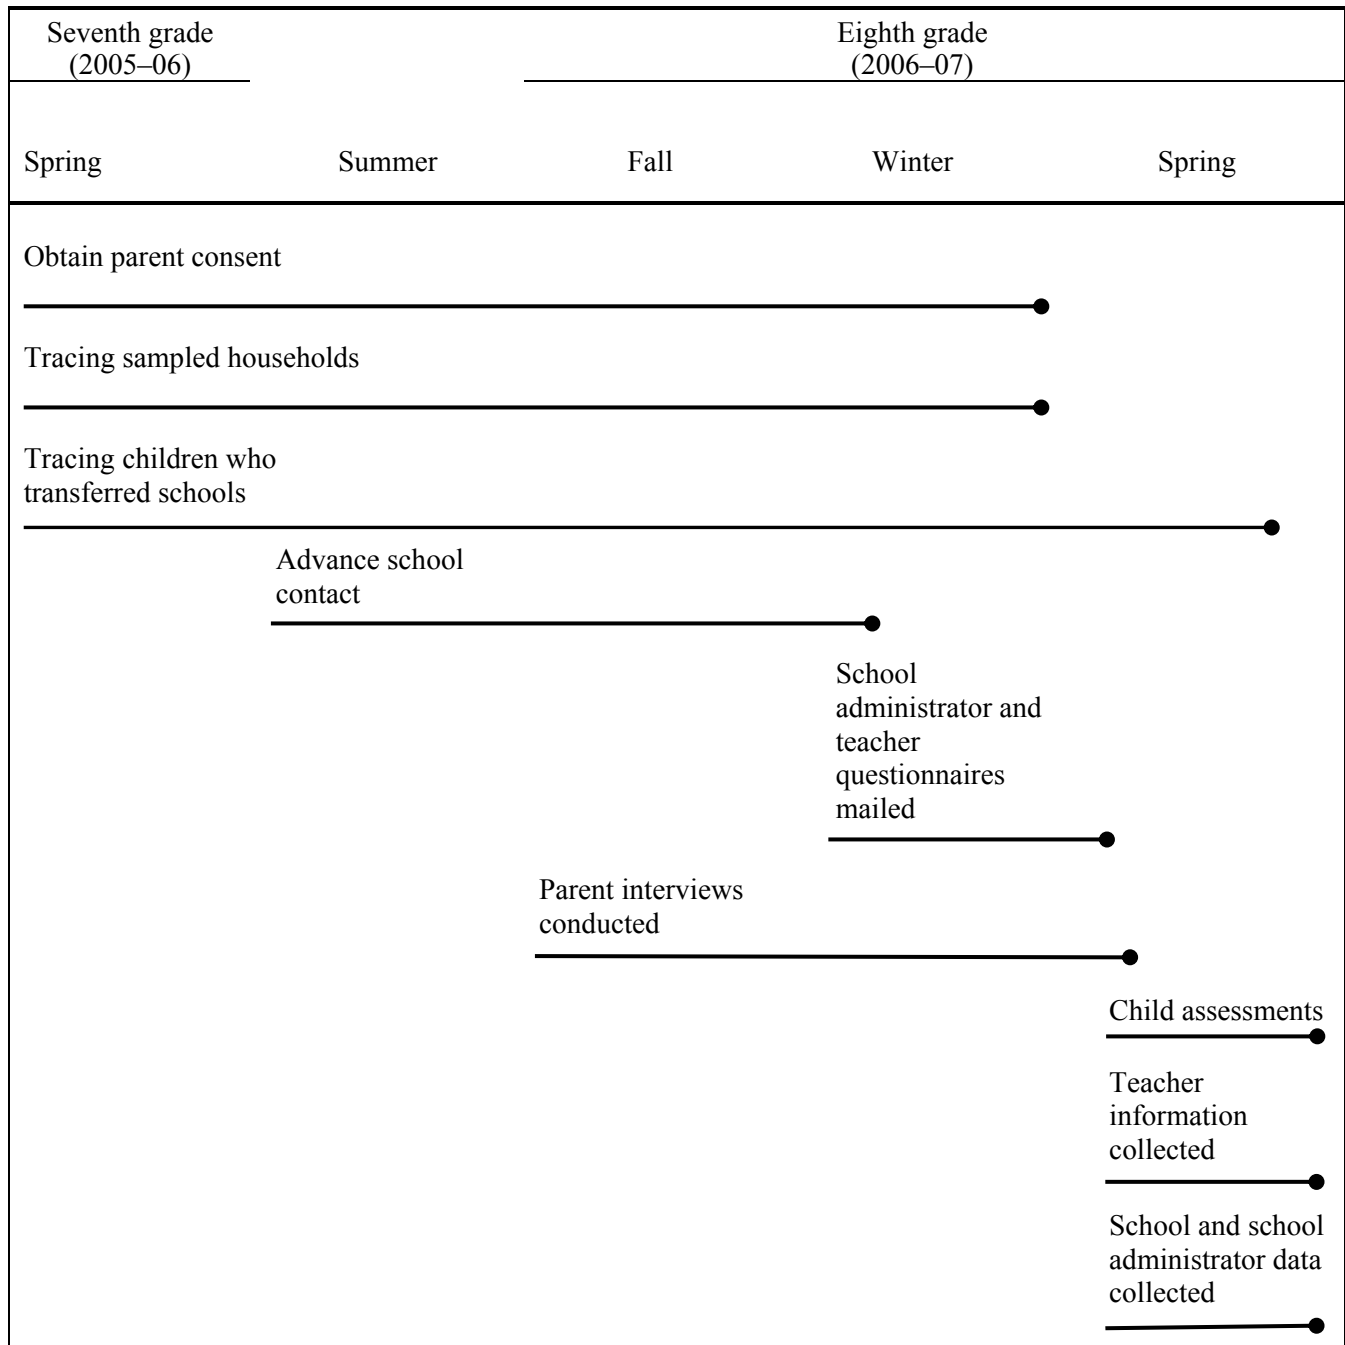 Seventh grade
(2005–06)
Eighth grade
(2006–07)
Spring
Summer
Fall
Winter
Spring
Obtain parent consent
Tracing sampled households
Tracing children who
transferred schools
Advance school
contact
School
administrator and
teacher
questionnaires
mailed
Parent interviews
conducted
Child assessments
Teacher
information
collected
School and school
administrator data
collected